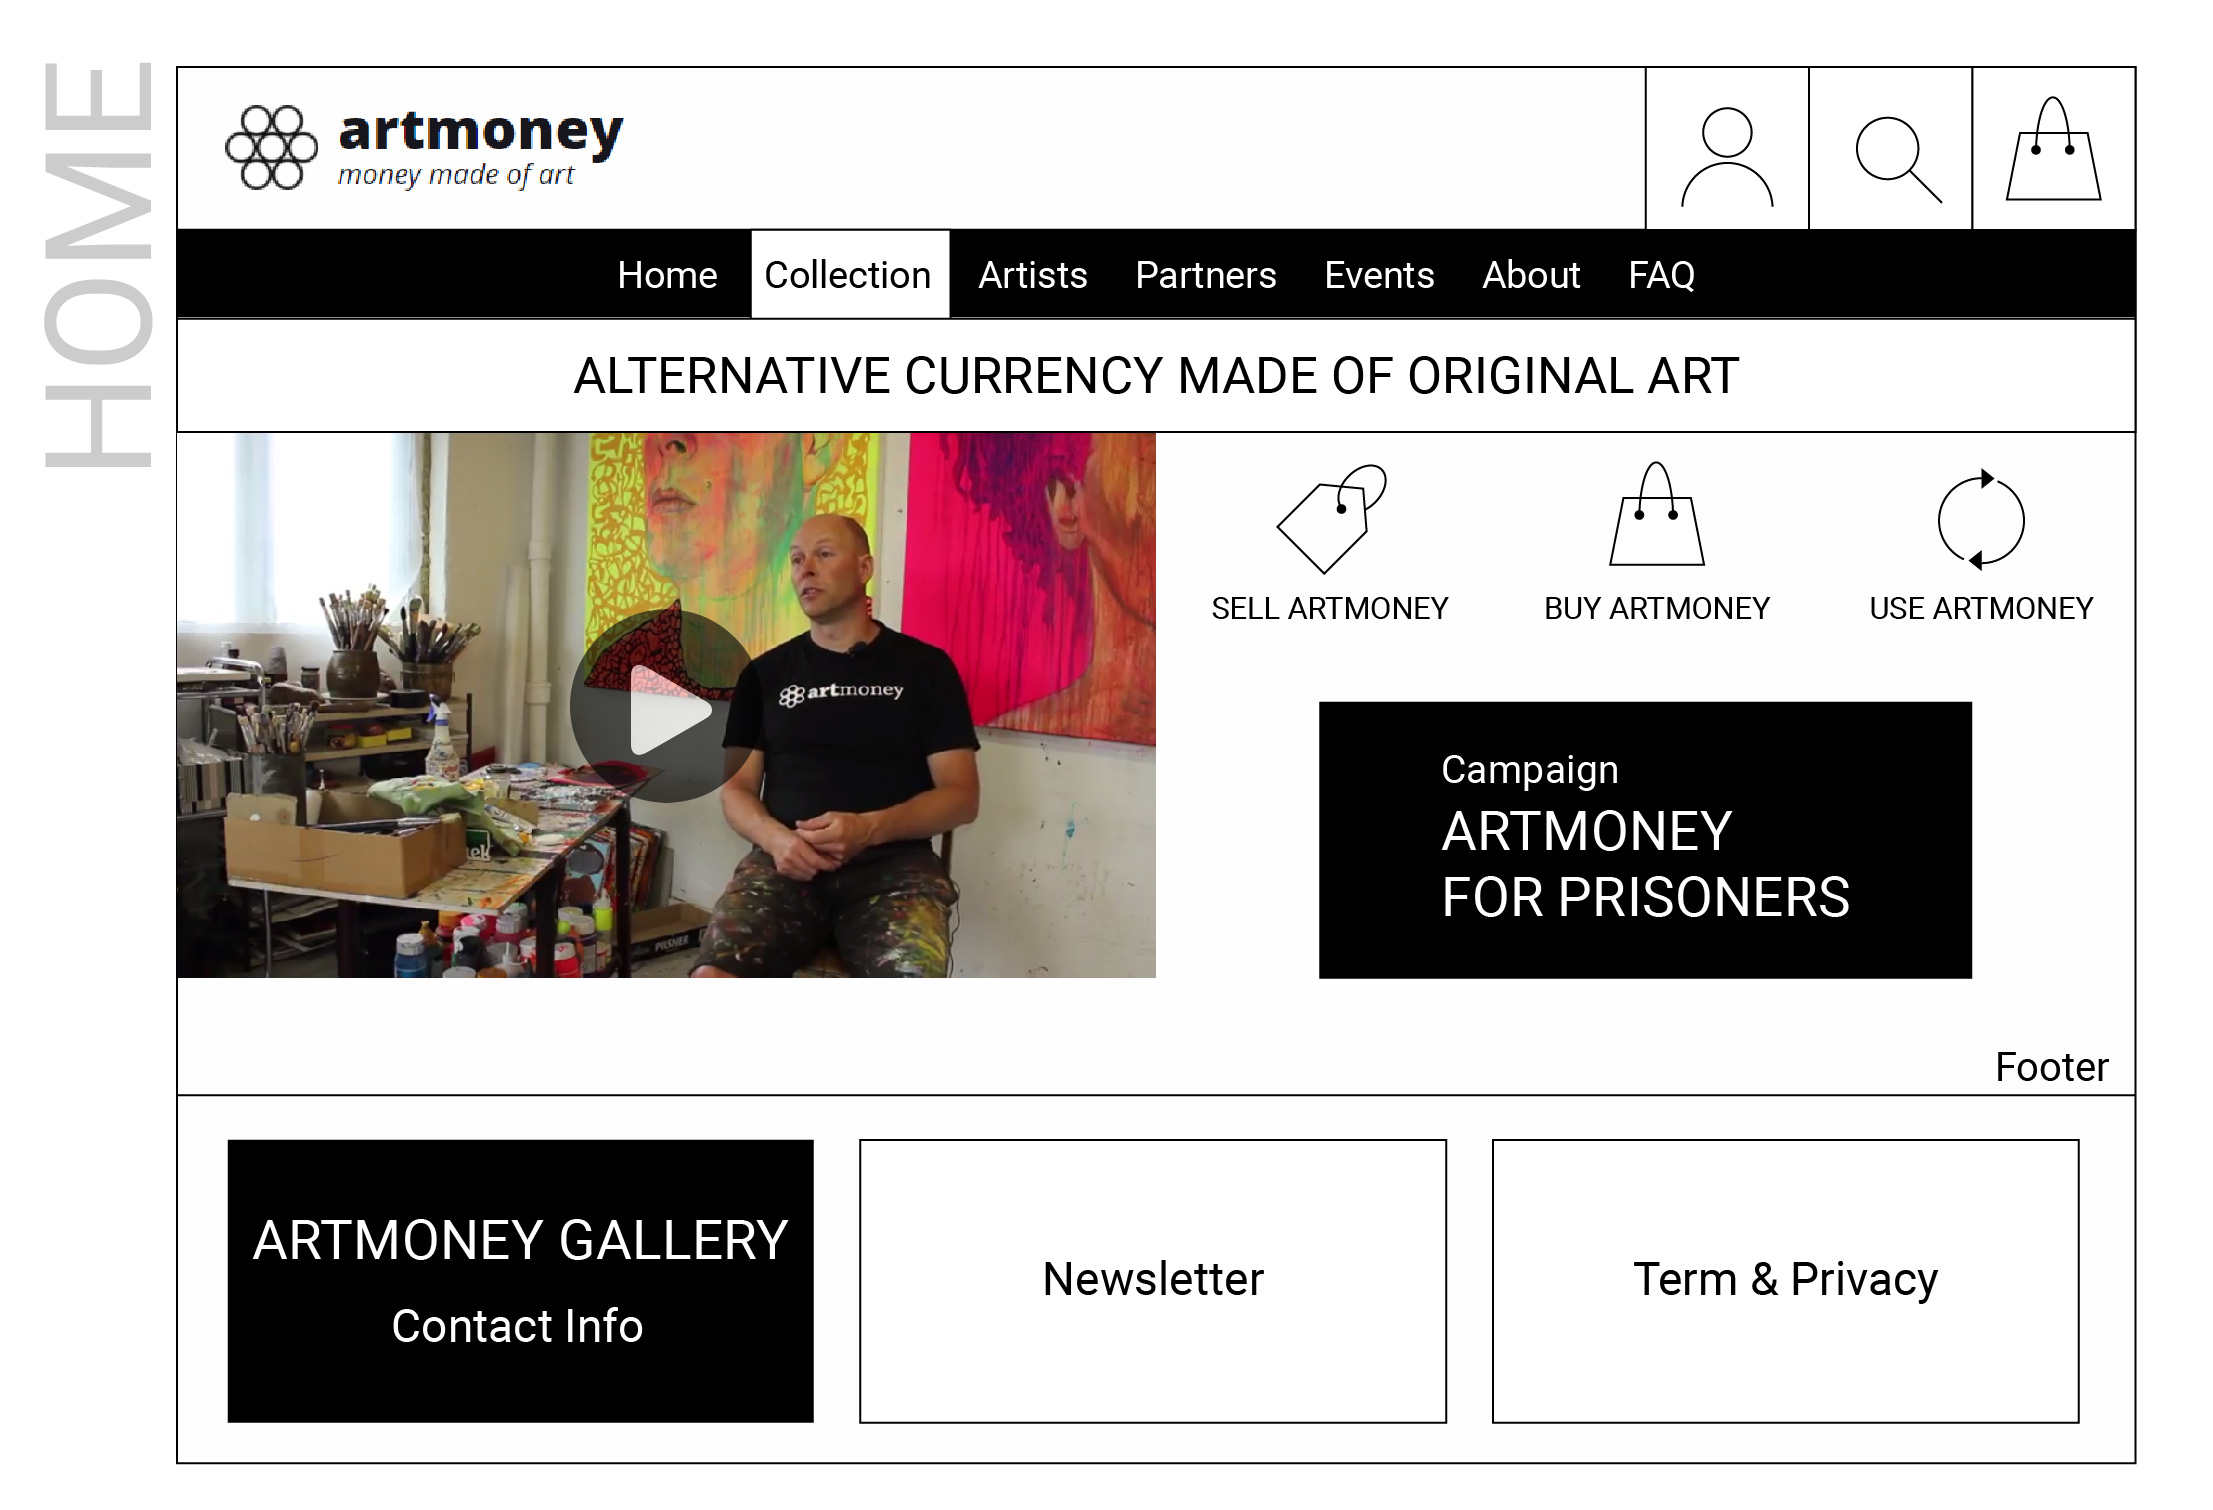 HOME
artmoney
money made of art
Home Collection Artists Partners Events About FAQ
ALTERNATIVE CURRENCY MADE OF ORIGINAL ART
artmoney
ek
PILSNER
SELL ARTMONEY BUY ARTMONEY USE ARTMONEY
Campaign
ARTMONEY
FOR PRISONERS
Footer
ARTMONEY GALLERY
Contact Info
Newsletter
Term & Privacy